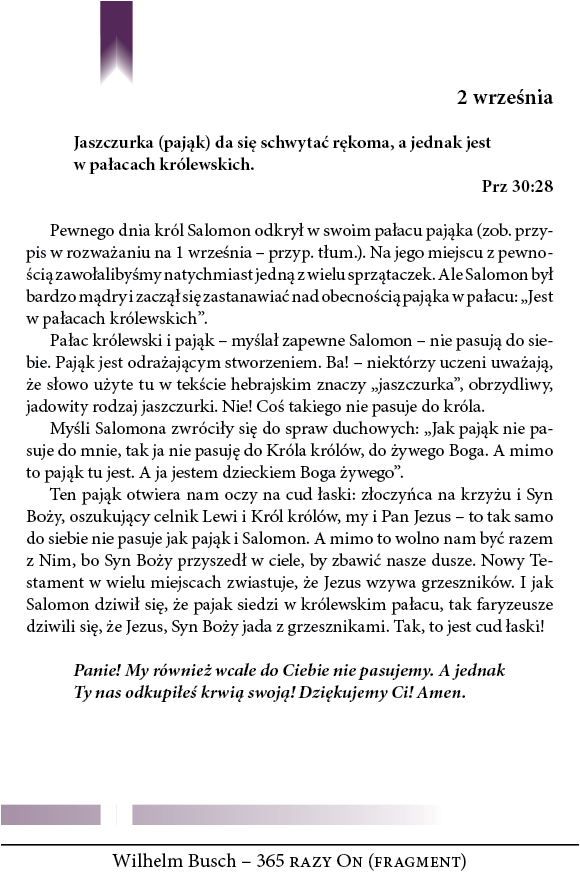 2 września
Jaszczurka (pająk) da się schwytać rękoma, a jednak jest
w pałacach królewskich.
Prz 30:28
Pewnego dnia król Salomon odkrył w swoim pałacu pająka (zob. przy-
pis w rozważaniu na 1 września – przyp. tłum.). Na jego miejscu z pewno-
ścią zawołalibyśmy natychmiast jedną z wielu sprzątaczek. Ale Salomon był
bardzo mądry i zaczął się zastanawiać nad obecnością pająka w pałacu: „Jest
w pałacach królewskich”.
Pałac królewski i pająk – myślał zapewne Salomon – nie pasują do sie-
bie. Pająk jest odrażającym stworzeniem. Ba! – niektórzy uczeni uważają,
że słowo użyte tu w tekście hebrajskim znaczy „jaszczurka”, obrzydliwy,
jadowity rodzaj jaszczurki. Nie! Coś takiego nie pasuje do króla.
Myśli Salomona zwróciły się do spraw duchowych: „Jak pająk nie pa-
suje do mnie, tak ja nie pasuję do Króla królów, do żywego Boga. A mimo
to pająk tu jest. A ja jestem dzieckiem Boga żywego”.
Ten pająk otwiera nam oczy na cud łaski: złoczyńca na krzyżu i Syn
Boży, oszukujący celnik Lewi i Król królów, my i Pan Jezus – to tak samo
do siebie nie pasuje jak pająk i Salomon. A mimo to wolno nam być razem
z Nim, bo Syn Boży przyszedł w ciele, by zbawić nasze dusze. Nowy Te-
stament w wielu miejscach zwiastuje, że Jezus wzywa grzeszników. I jak
Salomon dziwił się, że pajak siedzi w królewskim pałacu, tak faryzeusze
dziwili się, że Jezus, Syn Boży jada z grzesznikami. Tak, to jest cud łaski!
Panie! My również wcale do Ciebie nie pasujemy. A jednak
Ty nas odkupiłeś krwią swoją! Dziękujemy Ci! Amen.
Wilhelm Busch – 365 razy On (fragment)